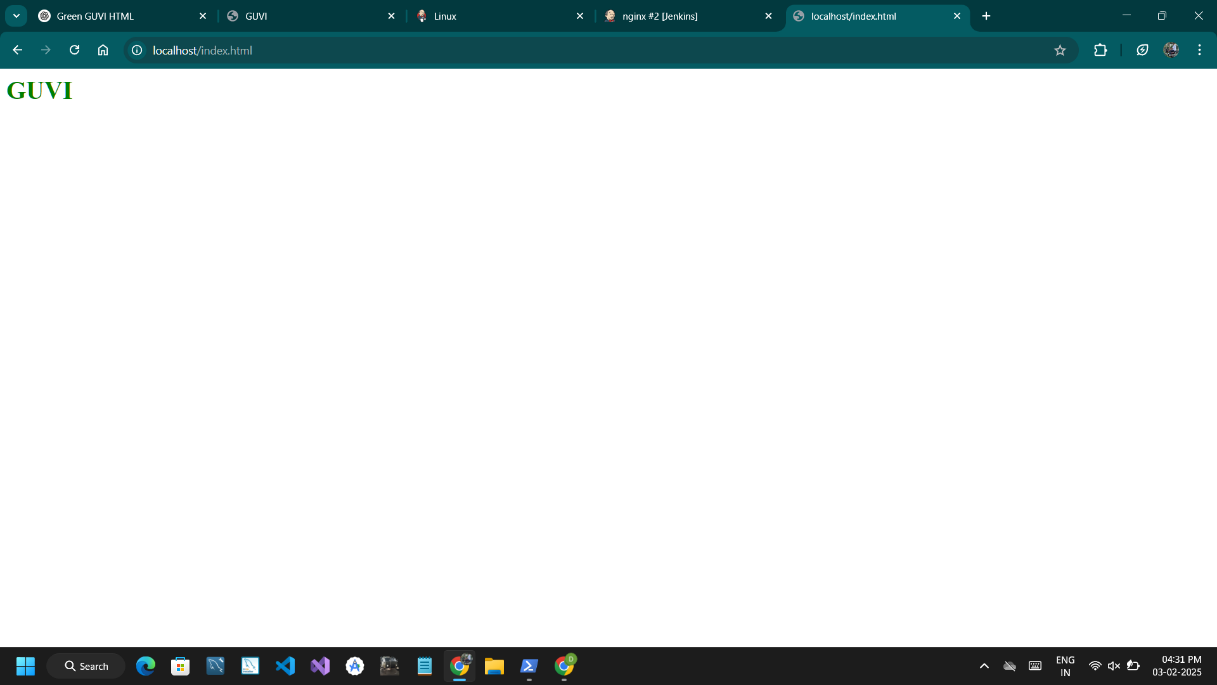 Green GUVI HTML
GUVI
Linux
nginx #2 [Jenkins]
localhost/index.html
localhost/index.html
GUVI
Search
ENG
IN
04:31 PM
03-02-2025
D